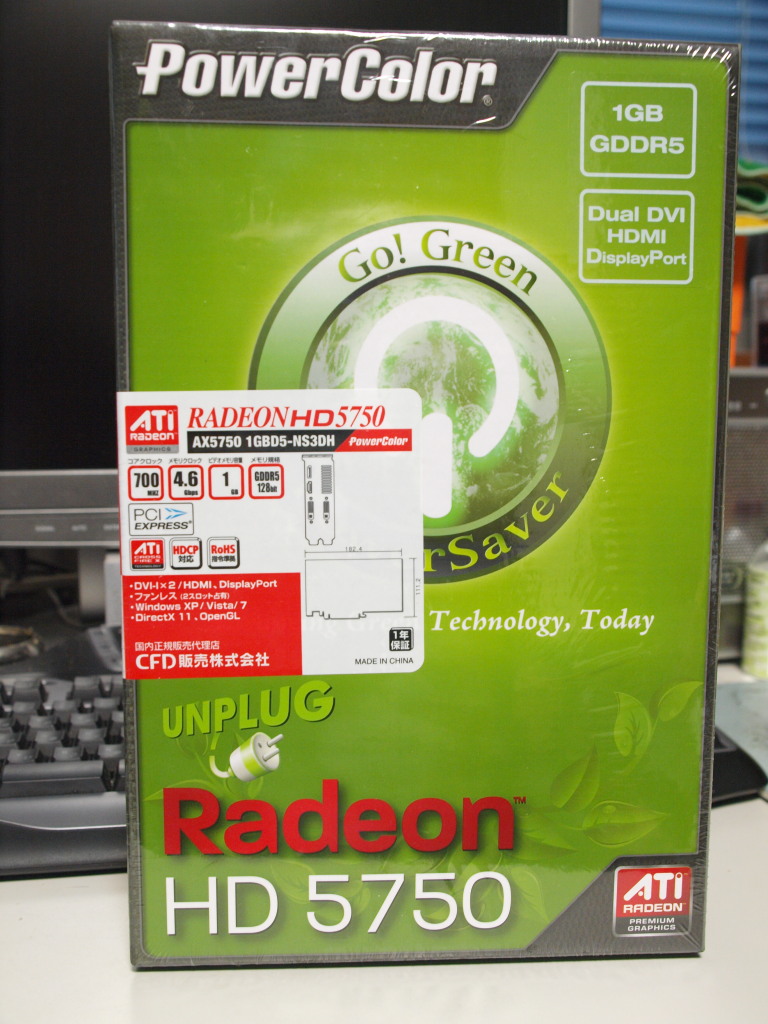 PowerColor®
1GB
GDDR5
Dual DVI
HDMI
DisplayPort
Go! Green
rSaver
ATI
RADEON
GRAPHICS
RADEON HD 5750
AX5750 1GBD5-NS3DH
PowerColor
コアクロック
メモリクロック
ビデオメモリ容量
メモリ規格
700
MHZ
4.6
Gbps
1
GB
GDDR5
128bit
PCI
EXPRESS®
ATI
HDCP
対応
RoHS
指令準拠
182.4
111.2
・DVI-I×2/HDMI、DisplayPort
・ファンレス (2スロット占有)
・Windows XP/Vista/7
・DirectX 11、OpenGL
国内正規販売代理店
CFD販売株式会社
1年
保証
MADE IN CHINA
Technology, Today
UNPLUG
Radeon™
HD 5750
ATI
RADEON
PREMIUM
GRAPHICS